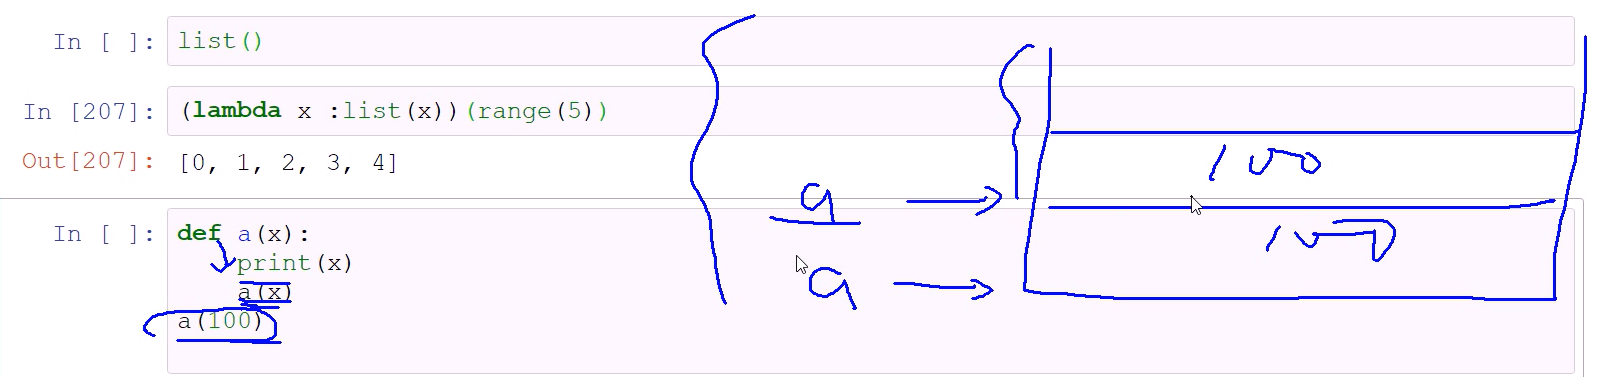 In [ ]: list()
In [207]: (lambda x :list(x))(range(5))
Out[207]: [0, 1, 2, 3, 4]
100
a
In [ ]: def a(x):
print(x)
a
a(x)
a(100)